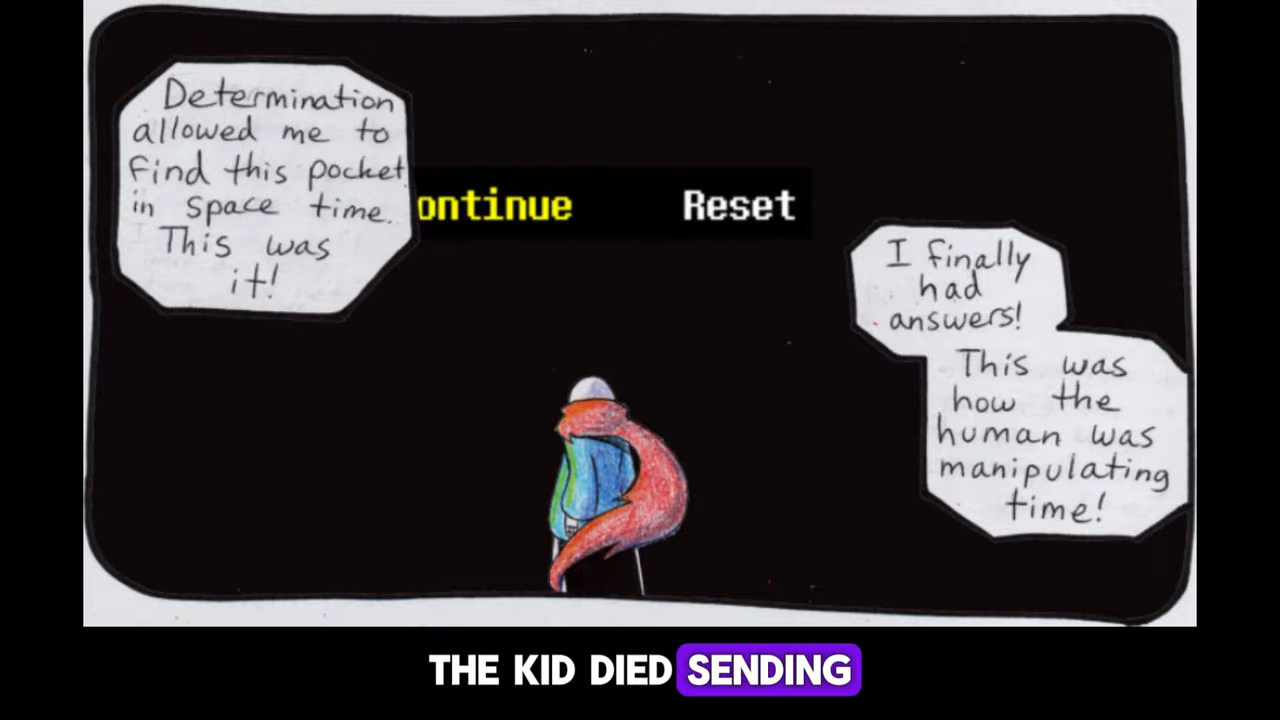 Determination
allowed me to
find this pocket
in space time.
This was
it!
ontinue
Reset
I finally
had
answers!
This was
how the
human was
manipulating
time!
THE KID DIED SENDING